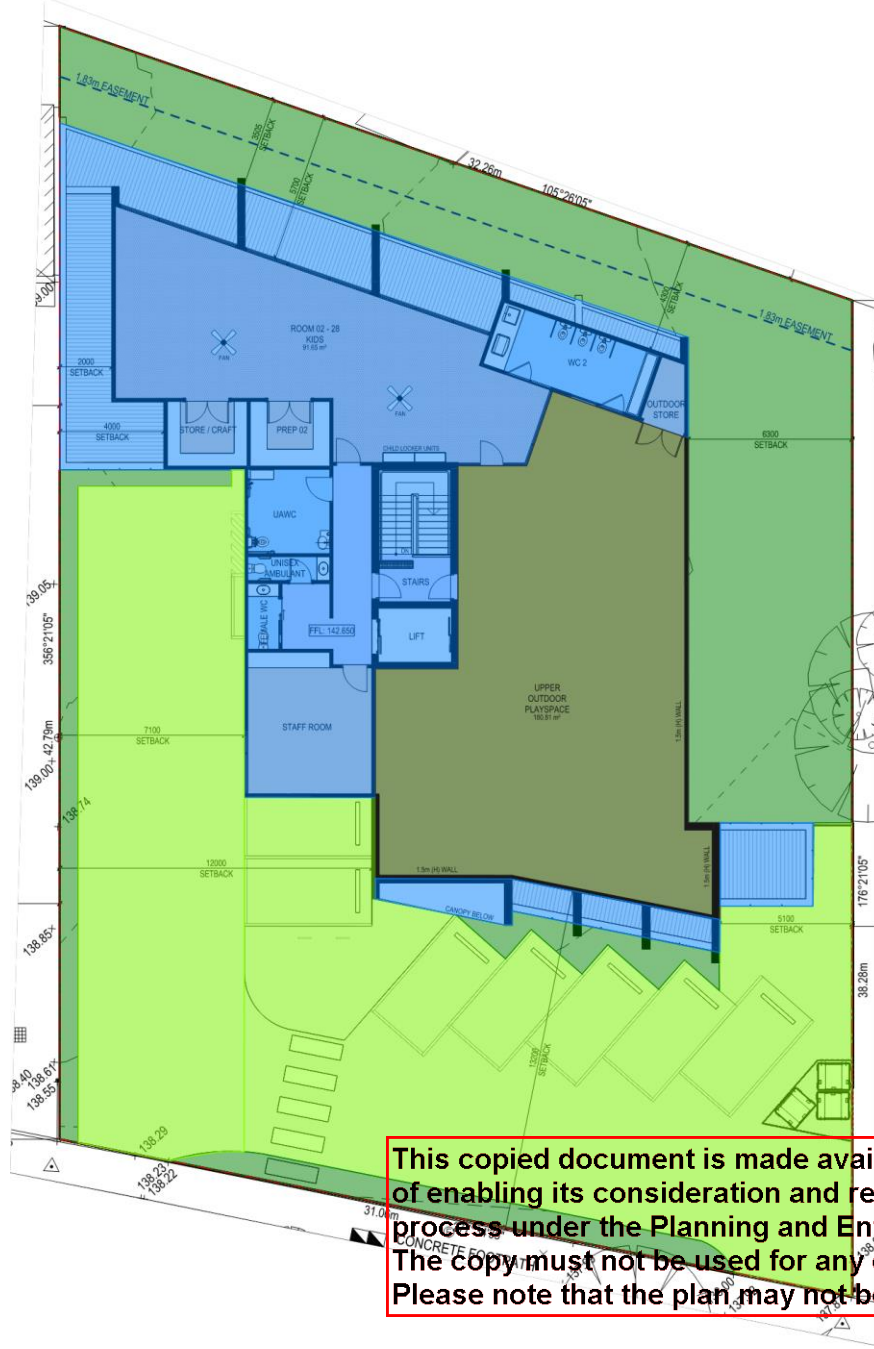 1.83m EASEMENT
3505
SETBACK
5700
SETBACK
32.26m
105°26'05"
4300
SETBACK
1.83m EASEMENT
ROOM 02 - 28
KIDS
91.65 m²
FAN
FAN
WC 2
OUTDOOR
STORE
2000
SETBACK
4000
SETBACK
STORE / CRAFT
PREP 02
CHILD LOCKER UNITS
6300
SETBACK
UAWC
UNISEX
AMBULANT
STAIRS
FEMALE WC
FFL: 142.650
LIFT
139.05
356°21'05"
42.79m
139.00
UPPER
OUTDOOR
PLAYSPACE
160.81 m²
1.5m (H) WALL
STAFF ROOM
7100
SETBACK
138.74
12000
SETBACK
1.5m (H) WALL
1.5m (H) WALL
CANOPY BELOW
176°21'05"
5100
SETBACK
138.85
38.28m
13200
SETBACK
138.61
138.55
138.29
138.23
138.22
31.06m
CONCRETE FOOTPATH
This copied document is made avai
of enabling its consideration and re
process under the Planning and En
The copy must not be used for any
Please note that the plan may not b